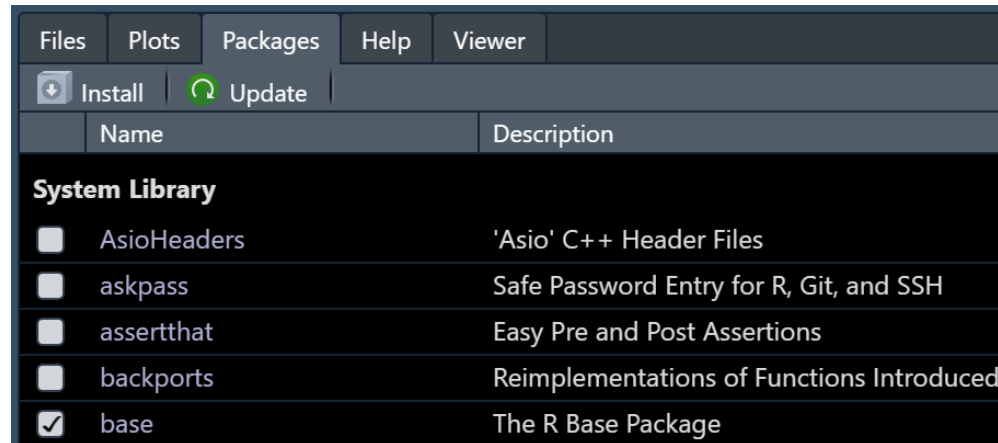 Files Plots Packages Help Viewer
Install Update
Name Description
System Library
AsioHeaders 'Asio' C++ Header Files
askpass Safe Password Entry for R, Git, and SSH
assertthat Easy Pre and Post Assertions
backports Reimplementations of Functions Introduced
base The R Base Package